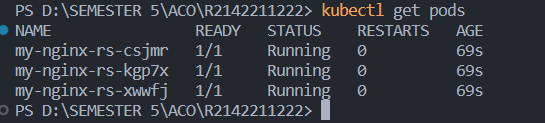 PS D:\SEMESTER 5\ACO\R2142211222> kubectl get pods
NAME READY STATUS RESTARTS AGE
my-nginx-rs-csjmr 1/1 Running 0 69s
my-nginx-rs-kgp7x 1/1 Running 0 69s
my-nginx-rs-xwwfj 1/1 Running 0 69s
PS D:\SEMESTER 5\ACO\R2142211222>